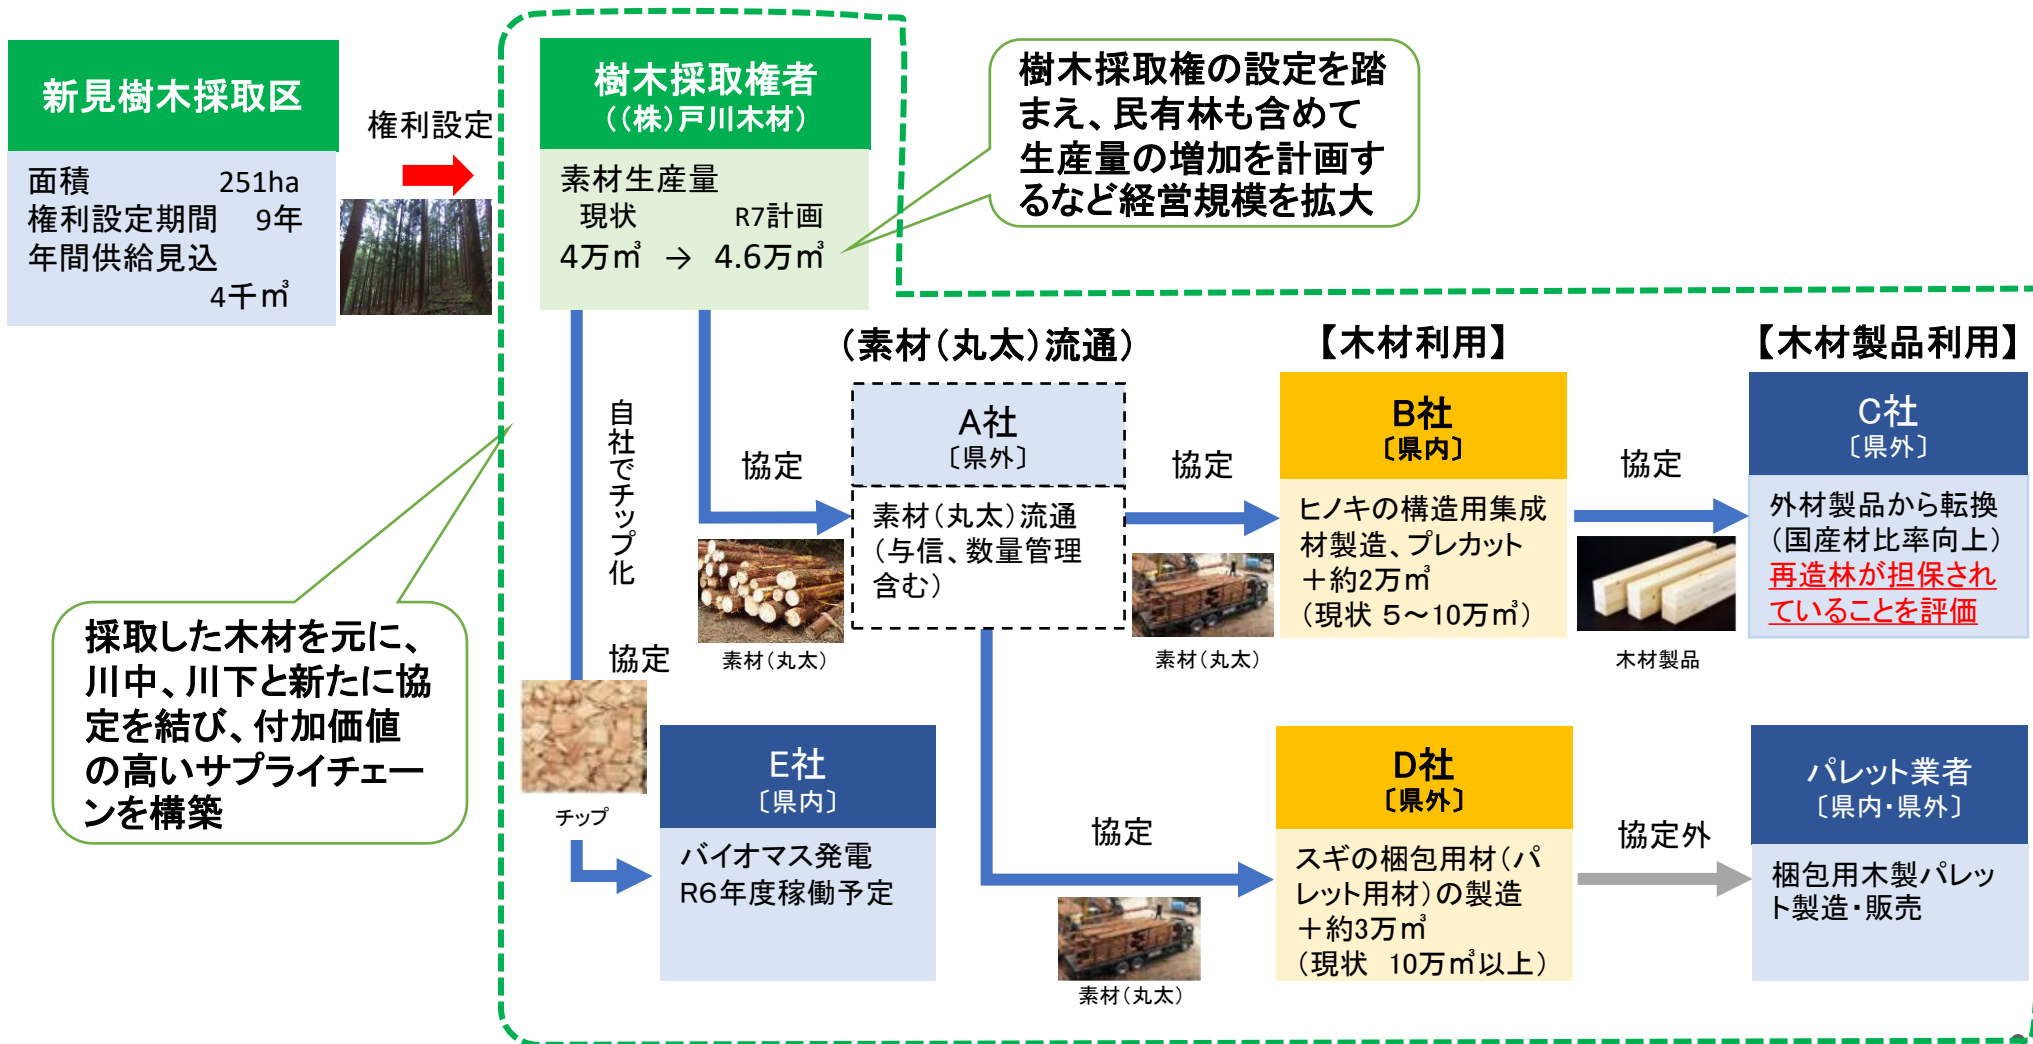 新見樹木採取区
面積 251ha
権利設定期間 9年
年間供給見込
4千㎥
権利設定
樹木採取権者
((株)戸川木材)
素材生産量
現状 R7計画
4万㎥ → 4.6万㎥
樹木採取権の設定を踏
まえ、民有林も含めて
生産量の増加を計画す
るなど経営規模を拡大
(素材(丸太)流通)
【木材利用】
【木材製品利用】
自社でチップ化
協定
チップ
協定
素材(丸太)
A社
〔県外〕
素材(丸太)流通
(与信、数量管理
含む)
協定
素材(丸太)
B社
〔県内〕
ヒノキの構造用集成
材製造、プレカット
＋約2万㎥
(現状 5～10万㎥)
協定
木材製品
C社
〔県外〕
外材製品から転換
(国産材比率向上)
再造林が担保され
ていることを評価
採取した木材を元に、
川中、川下と新たに協
定を結び、付加価値
の高いサプライチェー
ンを構築
E社
〔県内〕
バイオマス発電
R6年度稼働予定
協定
素材(丸太)
D社
〔県外〕
スギの梱包用材(パ
レット用材)の製造
＋約3万㎥
(現状 10万㎥以上)
協定外
パレット業者
〔県内・県外〕
梱包用木製パレッ
ト製造・販売